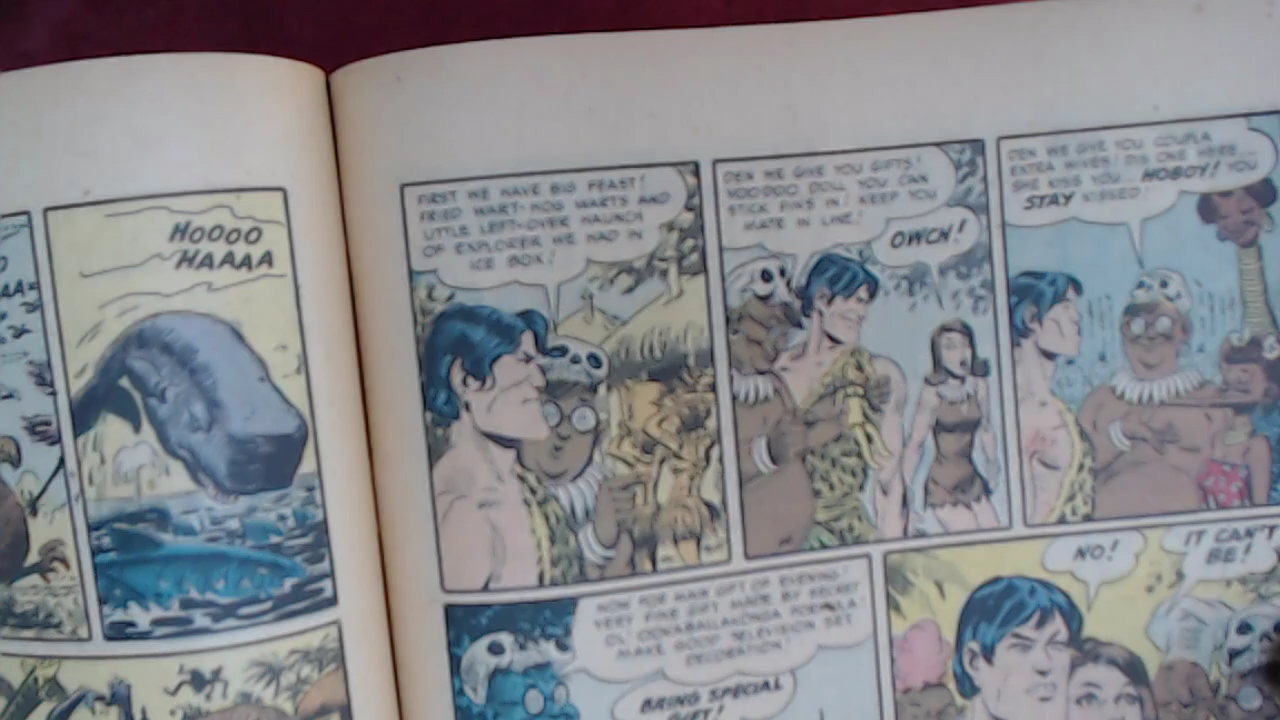 HOOOO
HAAAA
AA=
FIRST WE HAVE BIG FEAST!
FRIED WART-HOG WARTS AND
LITTLE LEFT-OVER HAUNCH
OF EXPLORER WE HAD IN
ICE BOX!
DEN WE GIVE YOU GIFTS!
VOO-DOO DOLL YOU CAN
STICK PINS IN! KEEP YOU
MATE IN LINE!
OWCH!
DEN WE GIVE YOU COUPLA
EXTRA WIVES! DIS ONE HERE...
SHE KISS YOU... HOBOY! YOU
STAY KISSED!
NOW FOR MAIN GIFT OF EVENING!
VERY FINE GIFT MADE BY SECRET
FORMULA
MAKE GOOD TELEVISION SET
DECORATION!
BRING SPECIAL
GIFT!
NO!
IT CAN'T
BE!